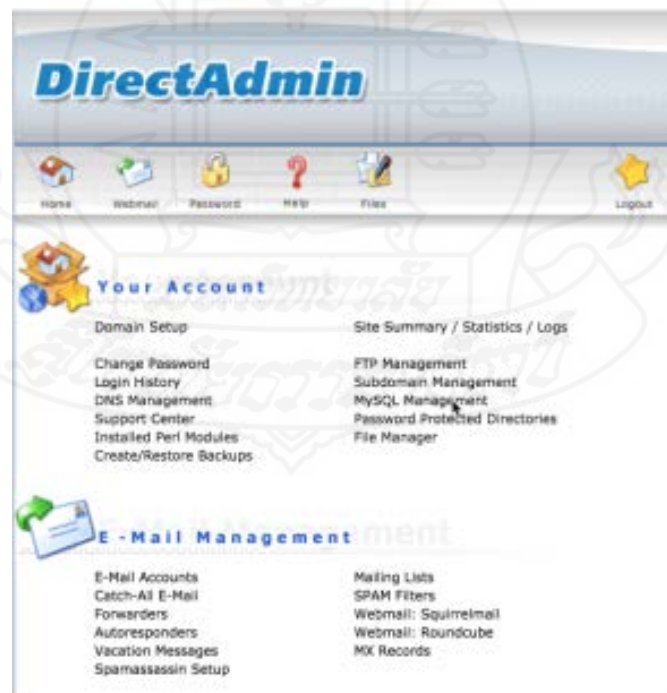 DirectAdmin
Home Webmail Password Help Files Logout
Your Account
Domain Setup Site Summary / Statistics / Logs
Change Password FTP Management
Login History Subdomain Management
DNS Management MySQL Management
Support Center Password Protected Directories
Installed Perl Modules File Manager
Create/Restore Backups
E-Mail Management
E-Mail Accounts Mailing Lists
Catch-All E-Mail SPAM Filters
Forwarders Webmail: Squirrelmail
Autoresponders Webmail: Roundcube
Vacation Messages MX Records
Spamassassin Setup